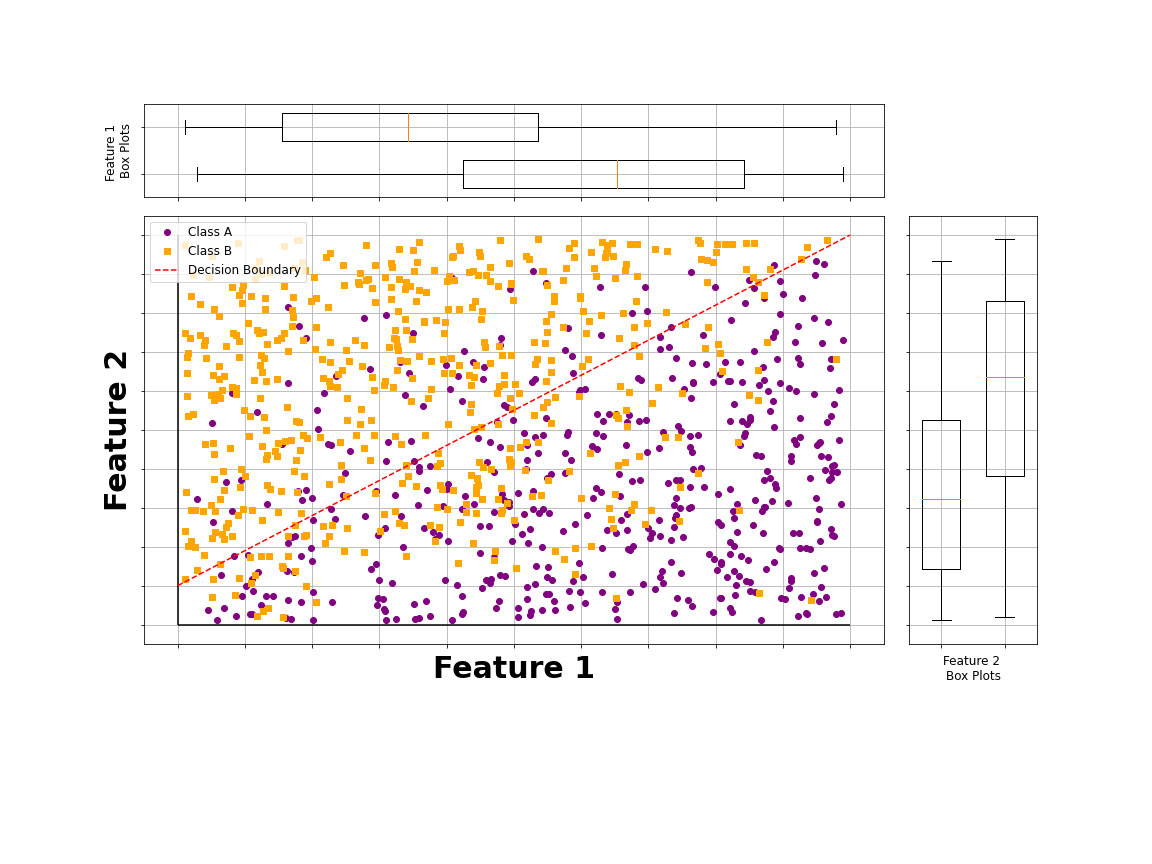 Feature 1
Box Plots
Class A
Class B
Decision Boundary
Feature 2
Feature 1
Feature 2
Box Plots